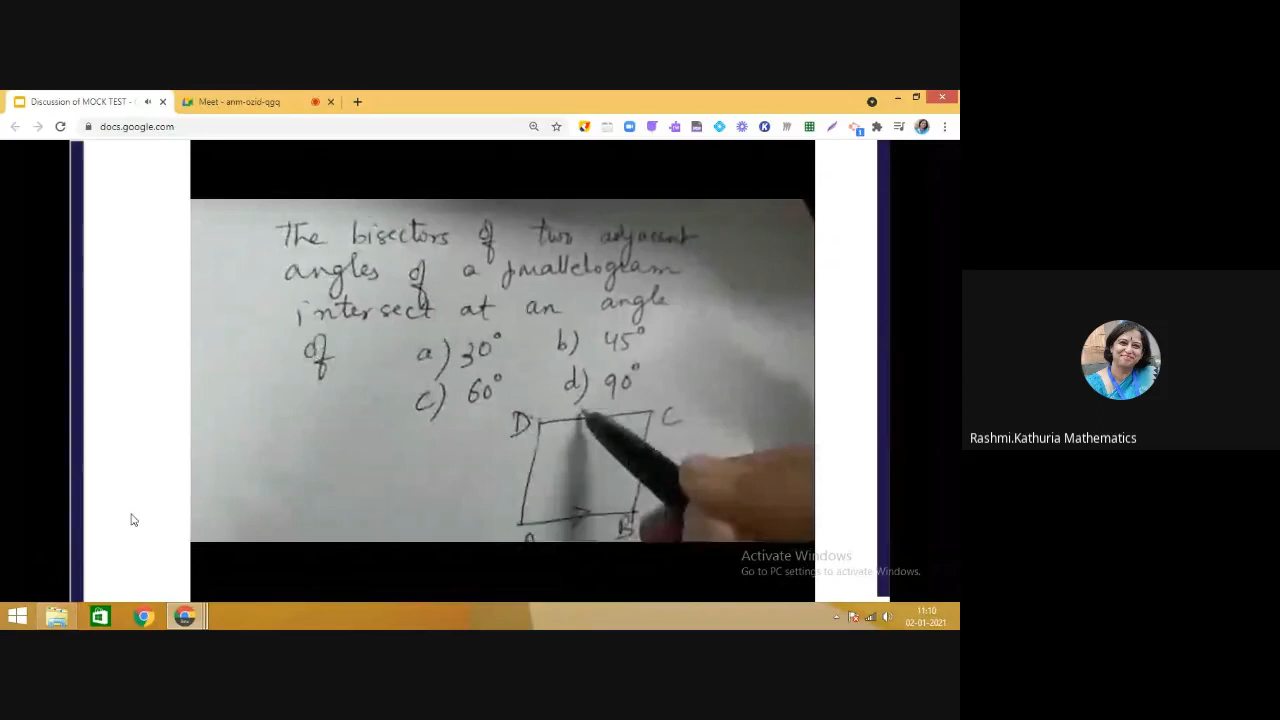 Discussion of MOCK TEST -
Meet - anm-ozid-qgq
docs.google.com
The bisectors of two adjacent
angles of a prallelogram
intersect at an angle
of a) 30° b) 45°
c) 60° d) 90°
D C
A B
Rashmi.Kathuria Mathematics
Activate Windows
Go to PC settings to activate Windows.
11:10
02-01-2021